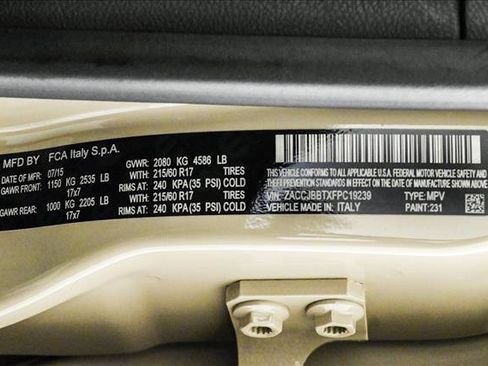 MFD BY FCA Italy S.p.A.
DATE OF MFR: 07/15 GVWR: 2080 KG 4586 LB
GAWR FRONT: 1150 KG 2535 LB WITH: 215/60 R17 TIRES
17x7 RIMS AT: 240 KPA (35 PSI) COLD
GAWR REAR: 1000 KG 2205 LB WITH: 215/60 R17 TIRES
17x7 RIMS AT: 240 KPA (35 PSI) COLD
THIS VEHICLE CONFORMS TO ALL APPLICABLE U.S.A. FEDERAL MOTOR
VEHICLE SAFETY, BUMPER, AND THEFT PREVENTION STANDARDS IN
EFFECT ON THE DATE OF MANUFACTURE SHOWN ABOVE.
VIN: ZACCJBBTXFPC19239 TYPE: MPV
VEHICLE MADE IN: ITALY PAINT: 231